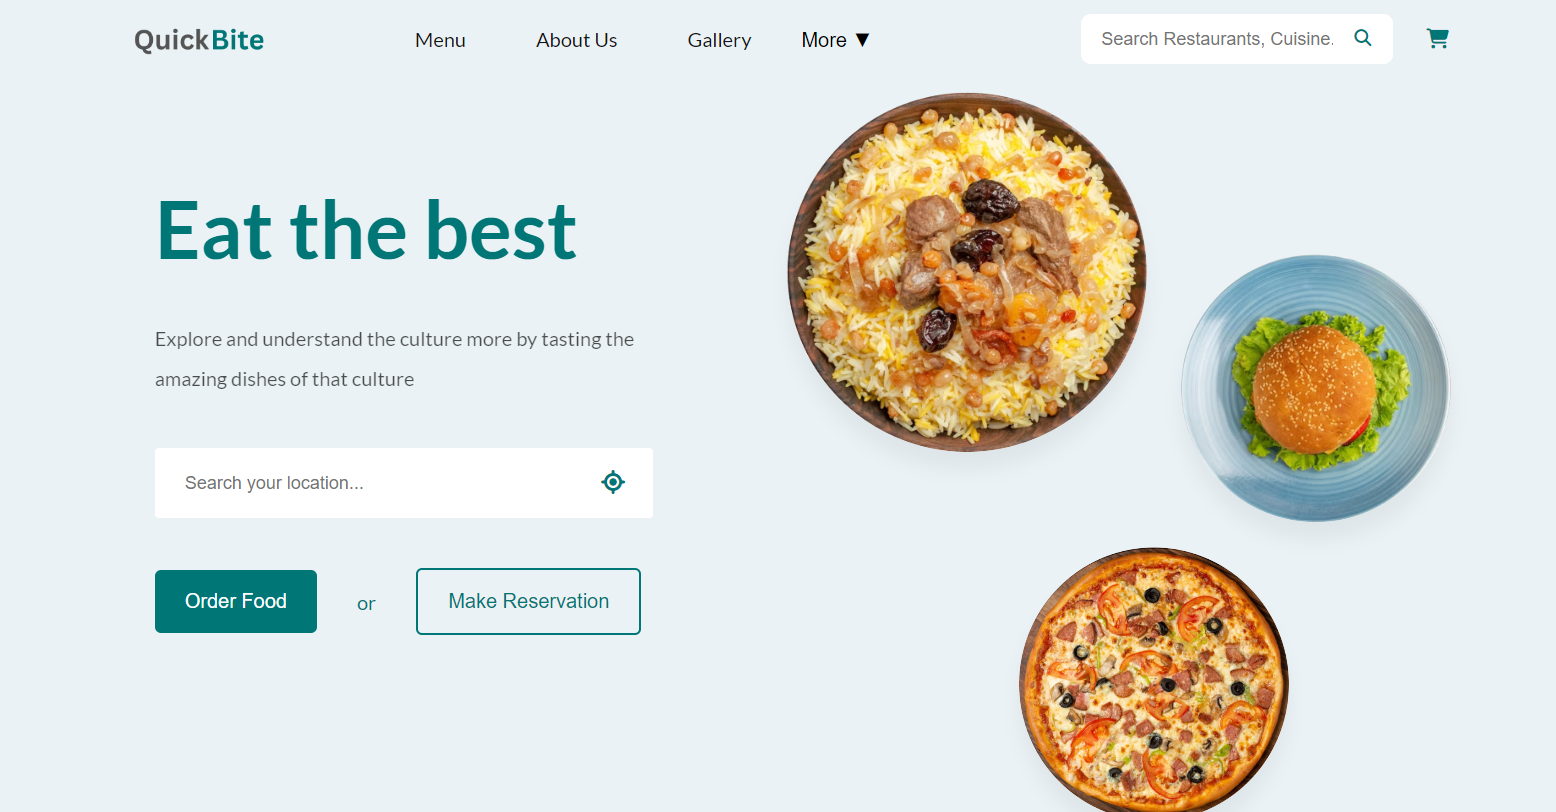 QuickBite
Menu
About Us
Gallery
More ▼
Search Restaurants, Cuisine.
Eat the best
Explore and understand the culture more by tasting the
amazing dishes of that culture
Search your location...
Order Food
or
Make Reservation